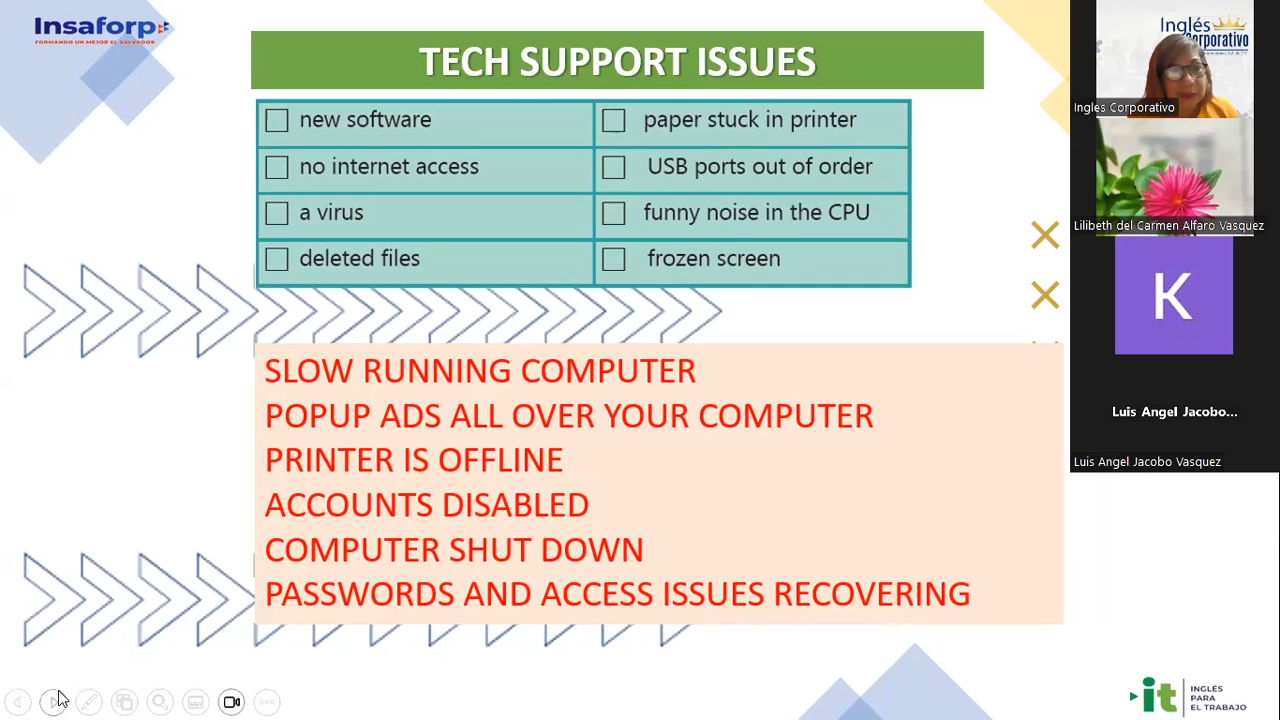 Insaforp
FORMANDO UN MEJOR EL SALVADOR
TECH SUPPORT ISSUES
new software
paper stuck in printer
no internet access
USB ports out of order
a virus
funny noise in the CPU
deleted files
frozen screen
SLOW RUNNING COMPUTER
POPUP ADS ALL OVER YOUR COMPUTER
PRINTER IS OFFLINE
ACCOUNTS DISABLED
COMPUTER SHUT DOWN
PASSWORDS AND ACCESS ISSUES RECOVERING
Inglés
Corporativo
Ingles Corporativo
Lilibeth del Carmen Alfaro Vasquez
K
Luis Angel Jacobo...
Luis Angel Jacobo Vasquez
it
INGLÉS
PARA
EL TRABAJO